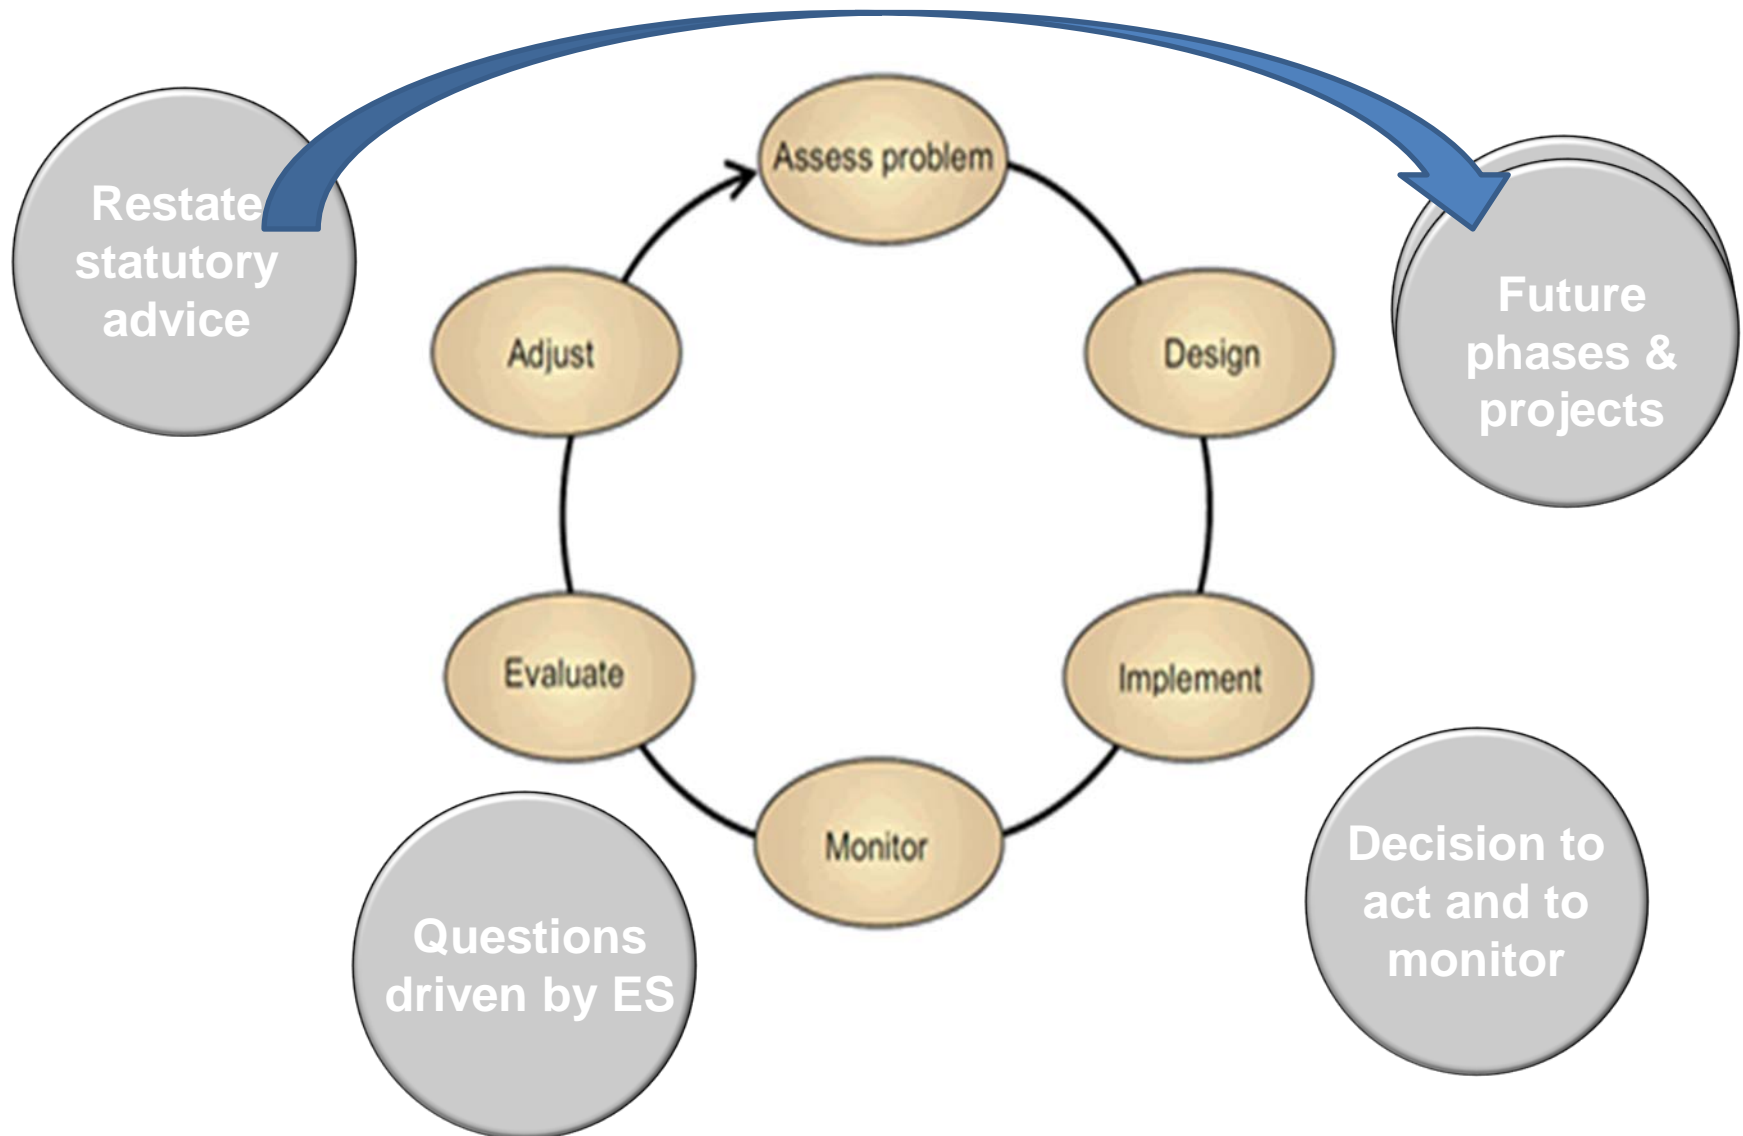 Assess problem
Restate
statutory
advice
Future
phases &
projects
Adjust
Design
Evaluate
Implement
Monitor
Decision to
act and to
monitor
Questions
driven by ES